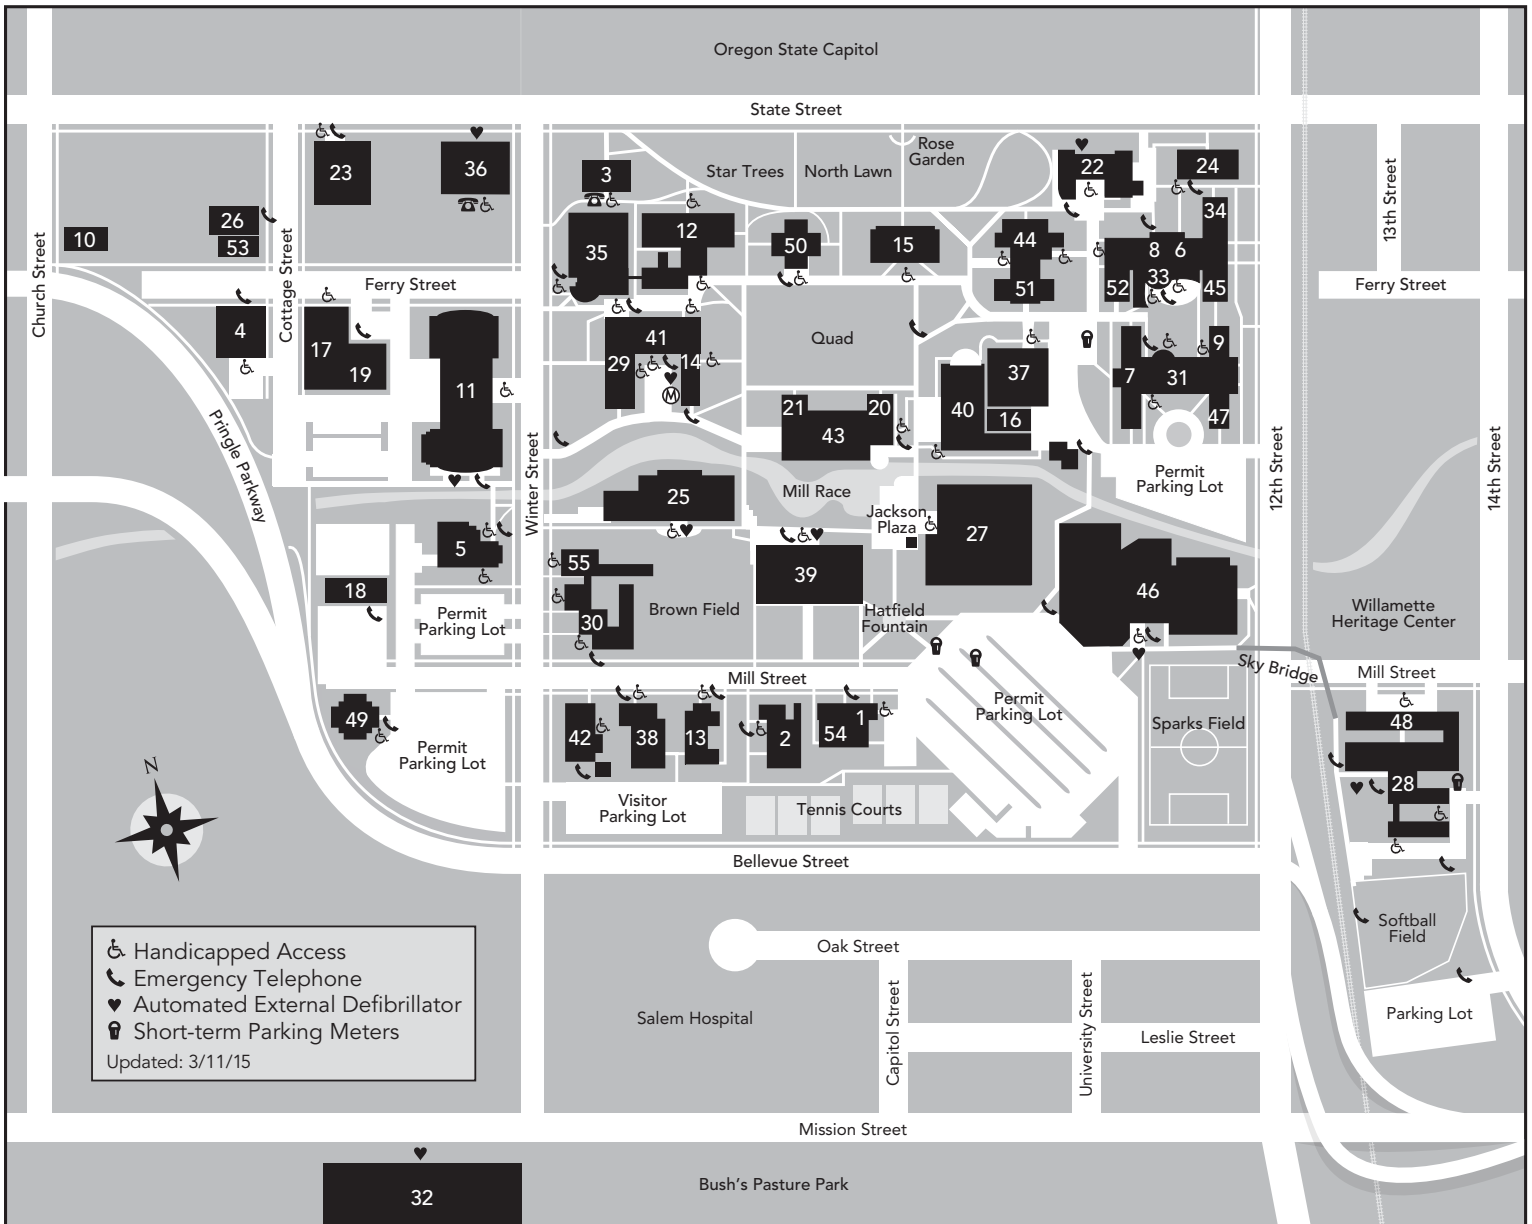 Oregon State Capitol
State Street
Rose
Garden
Star Trees
North Lawn
22
24
23
36
3
34
26
53
10
12
50
15
44
8
6
35
13th Street
Church Street
Cottage Street
Ferry Street
51
52
33
45
Ferry Street
4
17
19
11
41
29
14
M
Quad
37
40
16
7
31
9
47
21
20
43
Pringle Parkway
Winter Street
12th Street
14th Street
Permit
Parking Lot
25
Mill Race
Jackson
Plaza
27
5
55
39
46
18
30
Brown Field
Hatfield
Fountain
Permit
Parking Lot
Willamette
Heritage Center
Sky Bridge
Mill Street
Mill Street
49
42
38
13
2
1
54
Permit
Parking Lot
Sparks Field
48
28
Permit
Parking Lot
N
Visitor
Parking Lot
Tennis Courts
Bellevue Street
Softball
Field
Oak Street
Handicapped Access
Emergency Telephone
Automated External Defibrillator
Short-term Parking Meters
Updated: 3/11/15
Salem Hospital
Capitol Street
University Street
Leslie Street
Parking Lot
Mission Street
32
Bush's Pasture Park